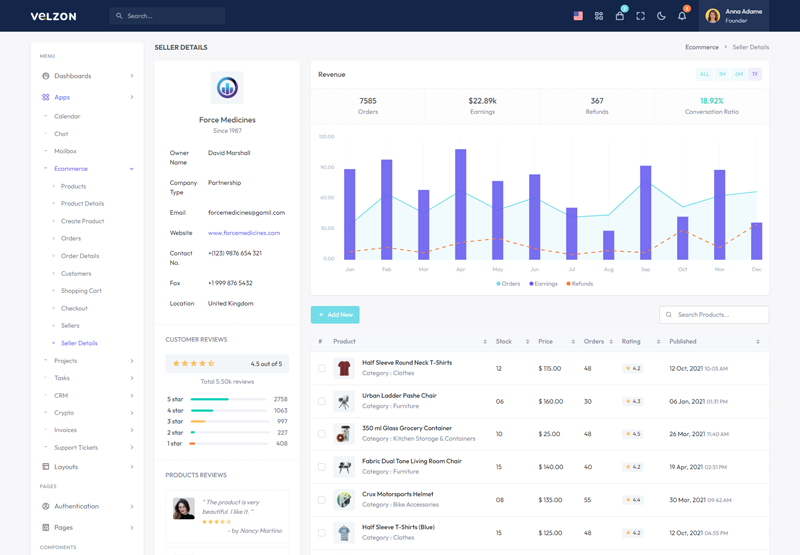 VELZON
Search...
Anna Adame
Founder
MENU
Dashboards
Apps
Calendar
Chat
Mailbox
Ecommerce
Products
Product Details
Create Product
Orders
Order Details
Customers
Shopping Cart
Checkout
Sellers
Seller Details
Projects
Tasks
CRM
Crypto
Invoices
Support Tickets
Layouts
PAGES
Authentication
Pages
COMPONENTS
SELLER DETAILS
Ecommerce > Seller Details
Force Medicines
Since 1987
Owner Name David Marshall
Company Type Partnership
Email forcemedicines@gamil.com
Website www.forcemedicines.com
Contact No. +(123) 9876 654 321
Fax +1 999 876 5432
Location United Kingdom
CUSTOMER REVIEWS
4.5 out of 5
Total 5.50k reviews
5 star 2758
4 star 1063
3 star 997
2 star 227
1 star 408
PRODUCTS REVIEWS
" The product is very
beautiful. I like it. "
- by Nancy Martino
Revenue
ALL 1M 6M 1Y
7585 $22.89k 367 18.92%
Orders Earnings Refunds Conversation Ratio
120.00
90.00
60.00
30.00
0.00
Jan Feb Mar Apr May Jun Jul Aug Sep Oct Nov Dec
Orders Earnings Refunds
+ Add New
Search Products...
# Product Stock Price Orders Rating Published
Half Sleeve Round Neck T-Shirts
Category : Clothes
12 $ 115.00 48 4.2 12 Oct, 2021 10:05 AM
Urban Ladder Pashe Chair
Category : Furniture
06 $ 160.00 30 4.3 06 Jan, 2021 01:31 PM
350 ml Glass Grocery Container
Category : Kitchen Storage & Containers
10 $ 25.00 48 4.5 26 Mar, 2021 11:40 AM
Fabric Dual Tone Living Room Chair
Category : Furniture
15 $ 140.00 40 4.2 19 Apr, 2021 02:51 PM
Crux Motorsports Helmet
Category : Bike Accessories
08 $ 135.00 55 4.4 30 Mar, 2021 09:42 AM
Half Sleeve T-Shirts (Blue)
Category : Clothes
15 $ 125.00 48 4.2 12 Oct, 2021 04:55 PM